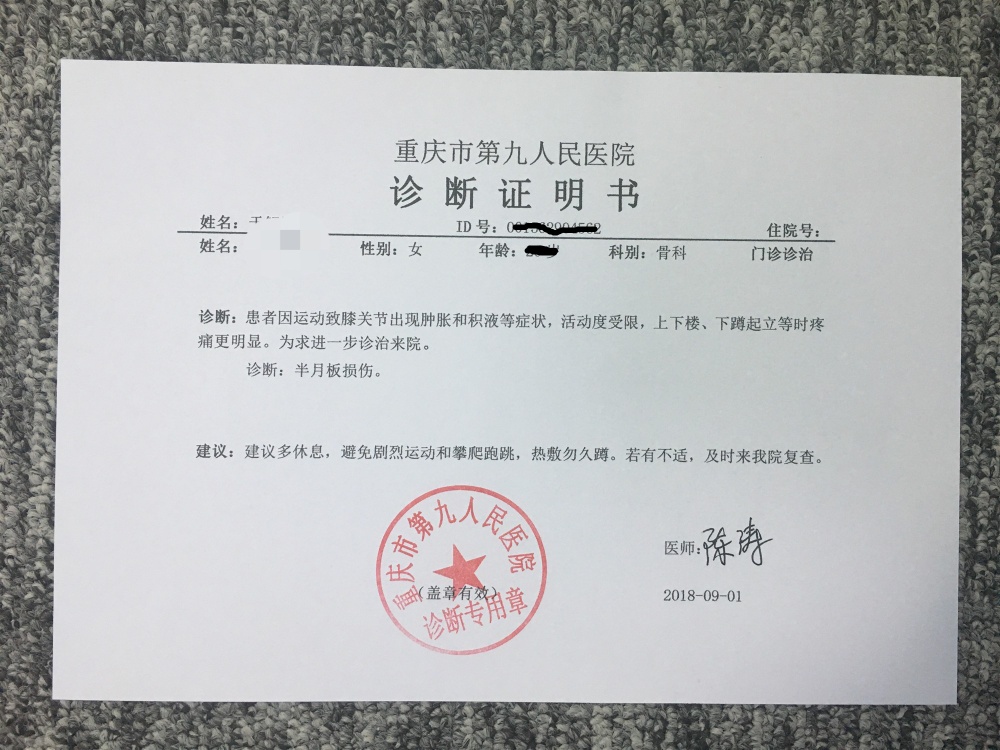 重庆市第九人民医院
诊断证明书
姓名: ID号: 住院号:
姓名: 性别: 女 年龄: 科别: 骨科 门诊诊治
诊断: 患者因运动致膝关节出现肿胀和积液等症状，活动度受限，上下楼、下蹲起立等时疼
痛更明显。为求进一步诊治来院。
诊断: 半月板损伤。
建议: 建议多休息，避免剧烈运动和攀爬跑跳，热敷勿久蹲。若有不适，及时来我院复查。
重庆市第九人民医院
(盖章有效)
诊断专用章
医师: 陈涛
2018-09-01